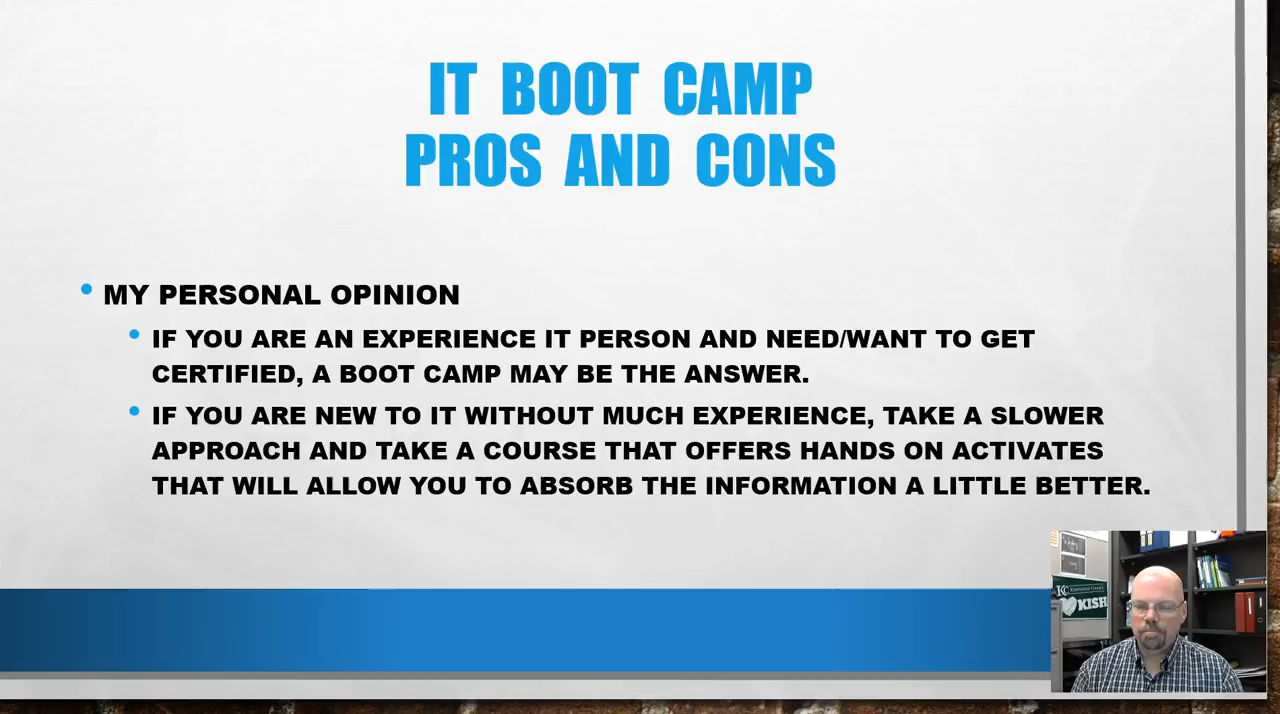 IT BOOT CAMP
PROS AND CONS
MY PERSONAL OPINION
IF YOU ARE AN EXPERIENCE IT PERSON AND NEED/WANT TO GET
CERTIFIED, A BOOT CAMP MAY BE THE ANSWER.
IF YOU ARE NEW TO IT WITHOUT MUCH EXPERIENCE, TAKE A SLOWER
APPROACH AND TAKE A COURSE THAT OFFERS HANDS ON ACTIVATES
THAT WILL ALLOW YOU TO ABSORB THE INFORMATION A LITTLE BETTER.
KC
KISH